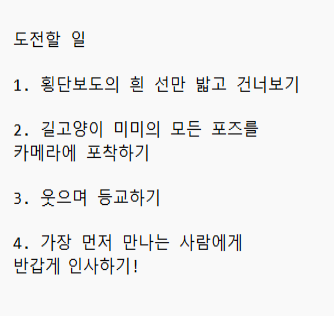 도전할 일
1. 횡단보도의 흰 선만 밟고 건너보기
2. 길고양이 미미의 모든 포즈를
카메라에 포착하기
3. 웃으며 등교하기
4. 가장 먼저 만나는 사람에게
반갑게 인사하기!